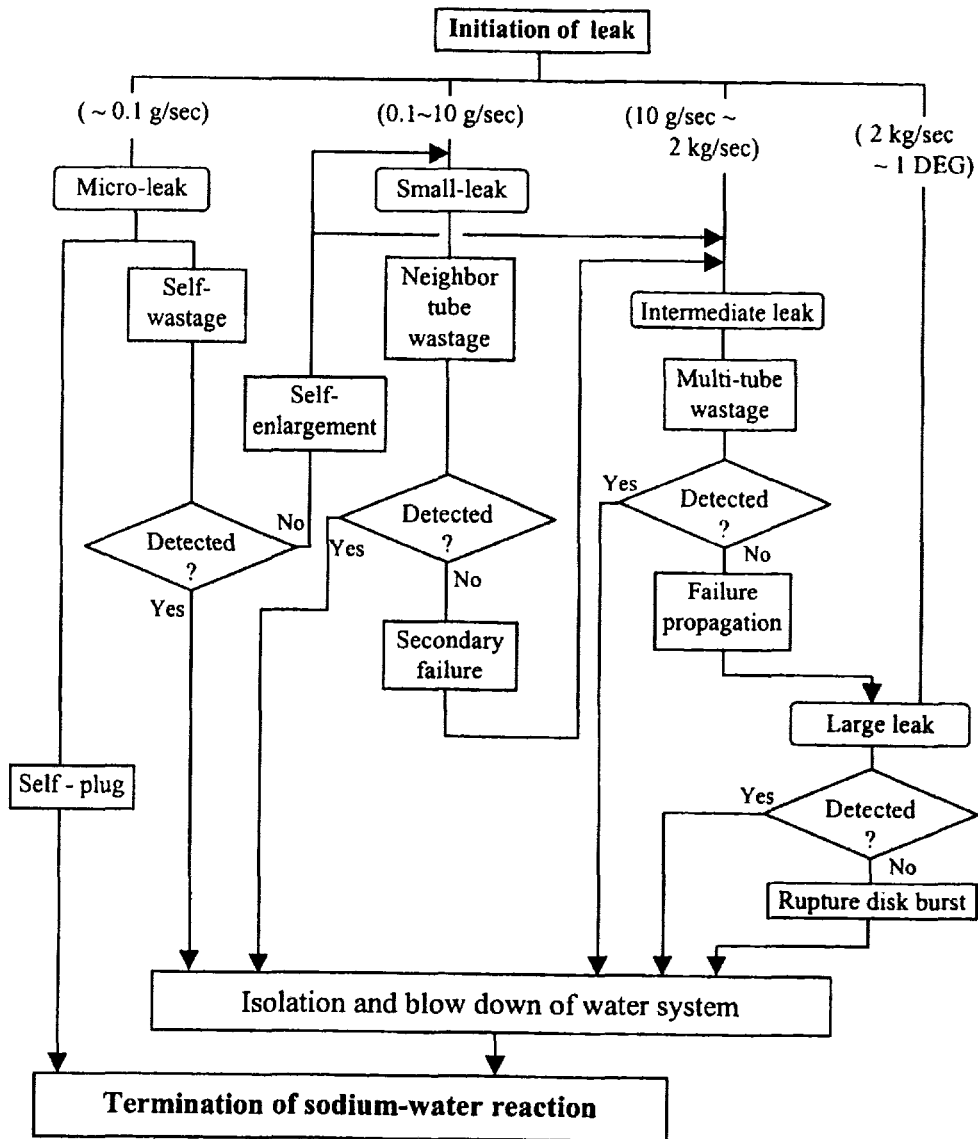 Initiation of leak
( ~ 0.1 g/sec)
(0.1~10 g/sec)
(10 g/sec ~
2 kg/sec)
( 2 kg/sec
~ 1 DEG)
Micro-leak
Small-leak
Self-
wastage
Neighbor
tube
wastage
Intermediate leak
Self-
enlargement
Multi-tube
wastage
Detected
?
No
Yes
Detected
?
Yes
No
Detected
?
Yes
No
Secondary
failure
Failure
propagation
Large leak
Self - plug
Detected
?
Yes
No
Rupture disk burst
Isolation and blow down of water system
Termination of sodium-water reaction